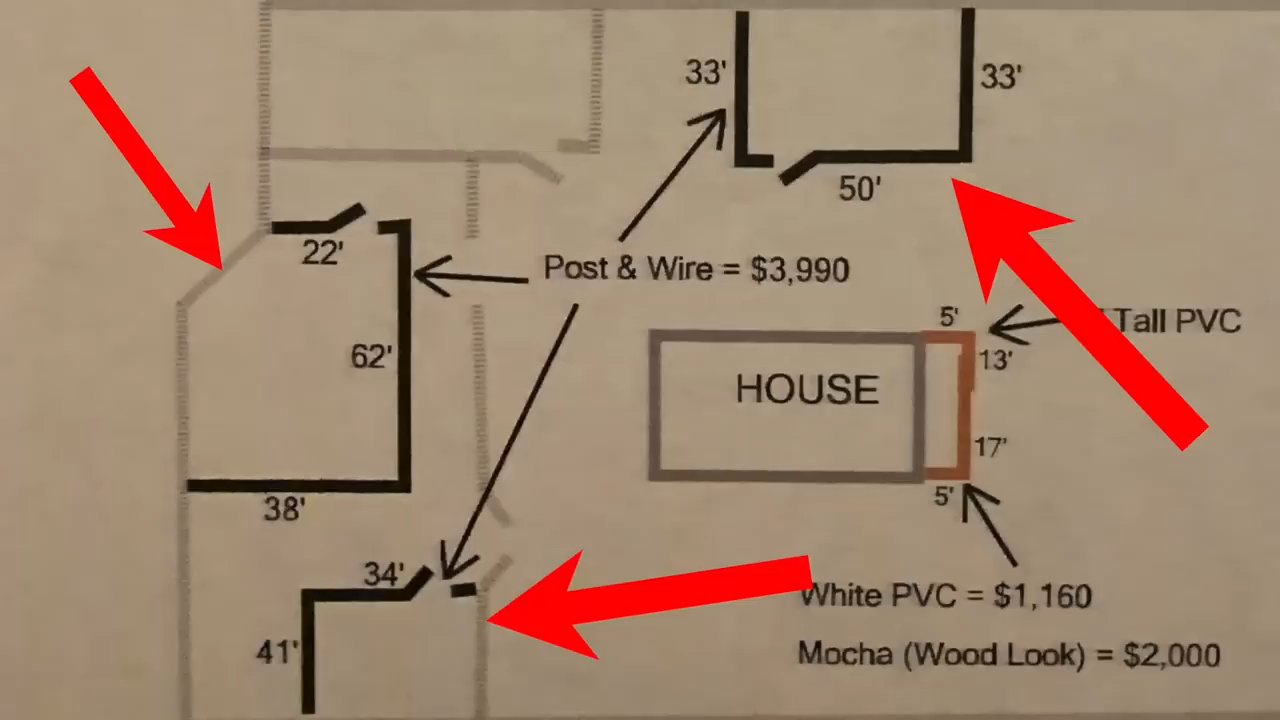 33'
33'
50'
22'
Post & Wire = $3,990
5'
Tall PVC
62'
13'
HOUSE
17'
38'
5'
34'
White PVC = $1,160
41'
Mocha (Wood Look) = $2,000